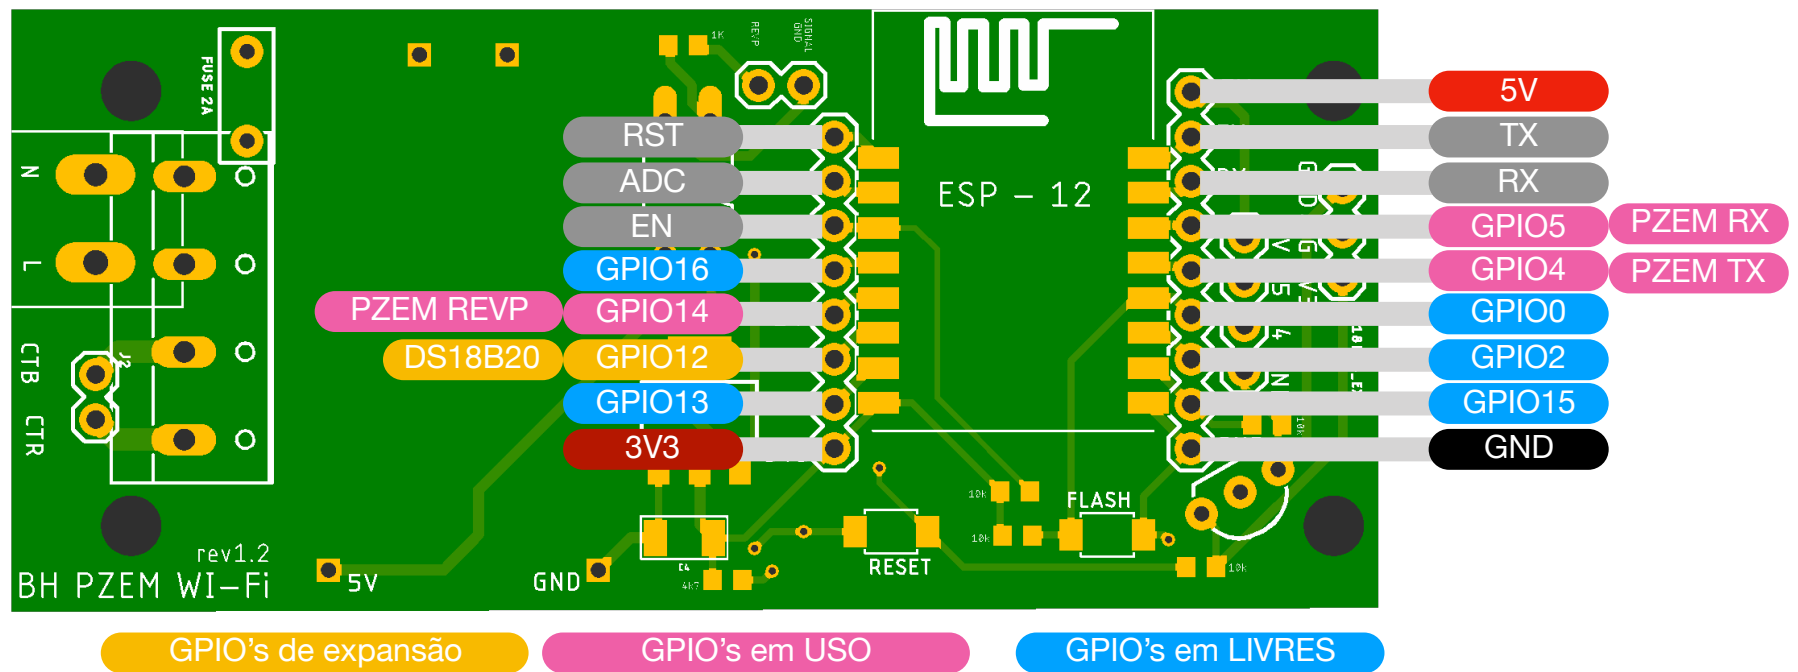 REVP
SIGNAL
GND
1K
FUSE 2A
5V
RST
TX
ADC
RX
ESP - 12
EN
GPIO5
PZEM RX
GPIO16
GPIO4
PZEM TX
PZEM REVP
GPIO14
GPIO0
DS18B20
GPIO12
GPIO2
GPIO13
GPIO15
3V3
GND
N
L
CTB
CTR
J2
G
V
5
4
N
10k
10k
10k
10k
FLASH
RESET
4k7
rev1.2
BH PZEM WI-Fi
5V
GND
GPIO's de expansão
GPIO's em USO
GPIO's em LIVRES